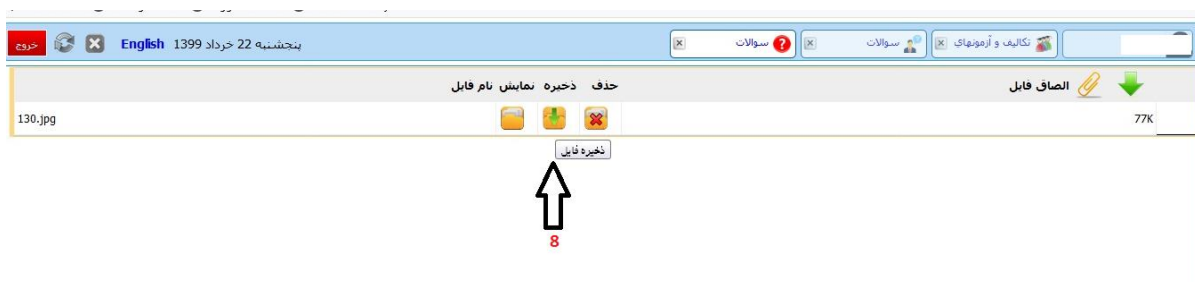 تکالیف و آزمونهای
سوالات
سوالات
پنجشنبه 22 خرداد 1399
English
خروج
الصاق فایل
حذف ذخیره نمایش نام فایل
77K
130.jpg
ذخیره فایل
8